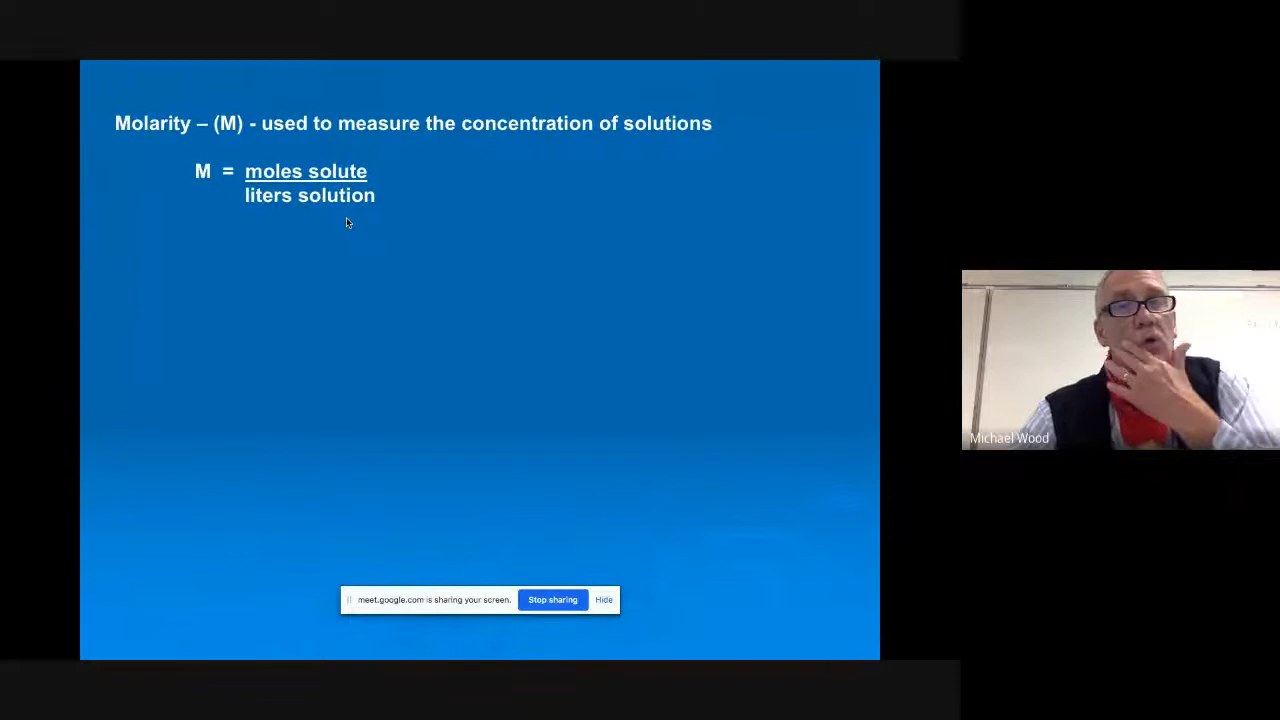 Molarity – (M) - used to measure the concentration of solutions
M = moles solute
liters solution
Michael Wood
meet.google.com is sharing your screen. Stop sharing Hide